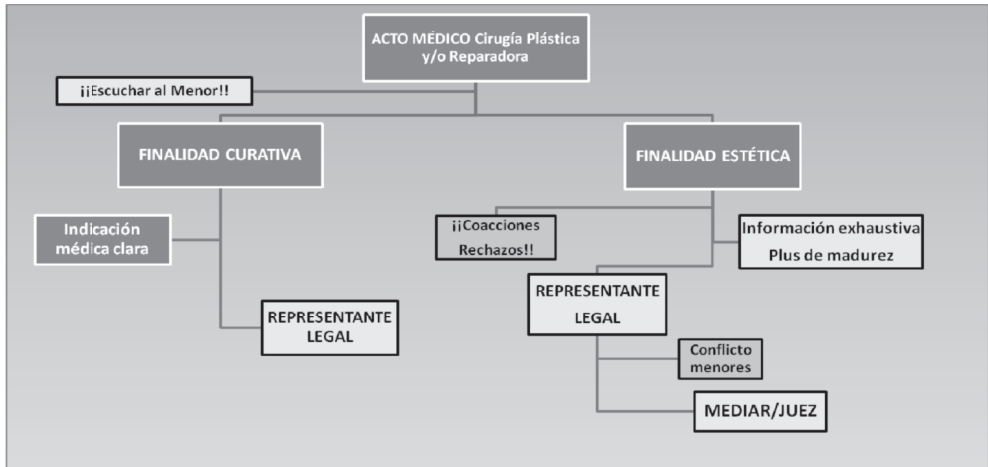 ACTO MÉDICO Cirugía Plástica
y/o Reparadora
¡¡Escuchar al Menor!!
FINALIDAD CURATIVA
FINALIDAD ESTÉTICA
Indicación
médica clara
¡¡Coacciones
Rechazos!!
Información exhaustiva
Plus de madurez
REPRESENTANTE
LEGAL
REPRESENTANTE
LEGAL
Conflicto
menores
MEDIAR/JUEZ